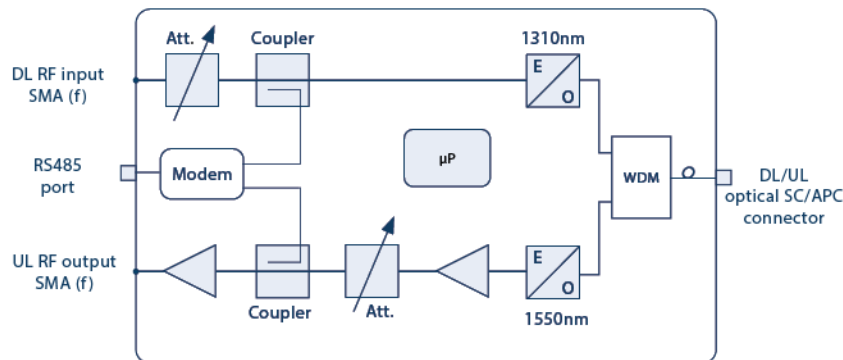 Att.
Coupler
1310nm
DL RF input
SMA (f)
E
O
RS485
port
Modem
µP
WDM
DL/UL
optical SC/APC
connector
UL RF output
SMA (f)
E
O
Coupler
Att.
1550nm